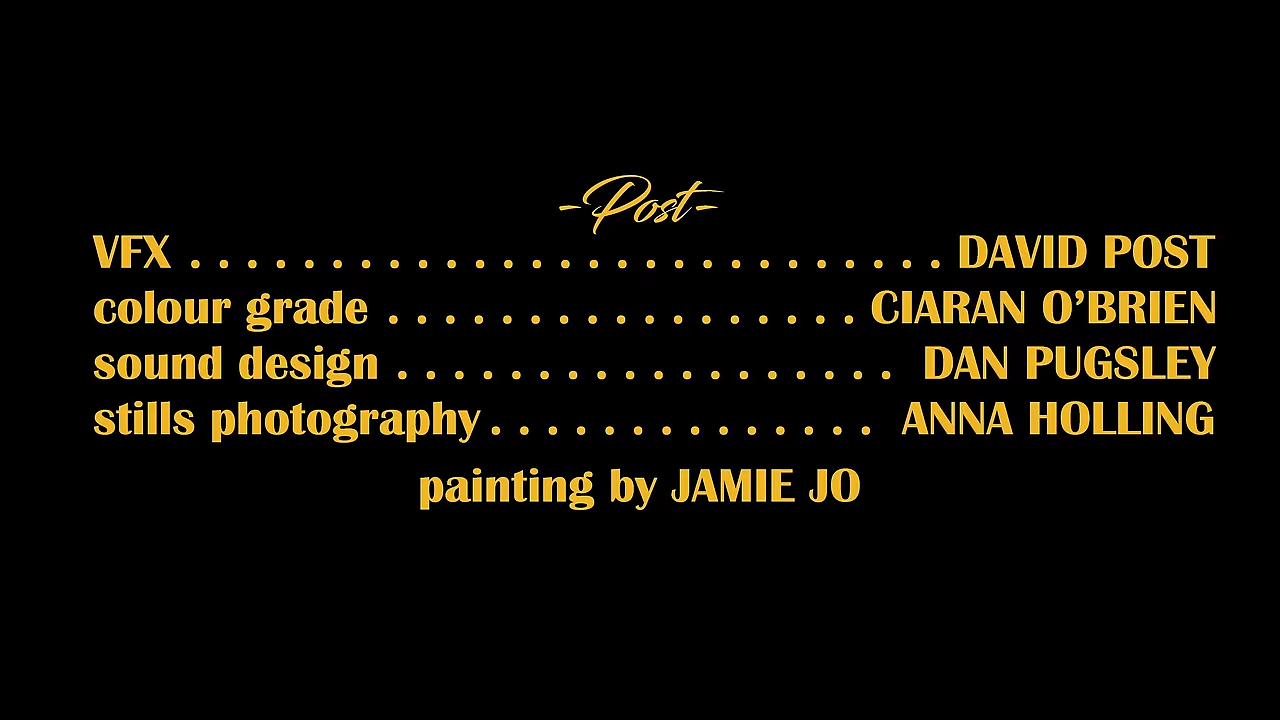 -Post-
VFX . . . . . . . . . . . . . . . . . . . . . . . . . . . DAVID POST
colour grade . . . . . . . . . . . . . . . . . CIARAN O’BRIEN
sound design . . . . . . . . . . . . . . . . . . DAN PUGSLEY
stills photography . . . . . . . . . . . . . . ANNA HOLLING
painting by JAMIE JO